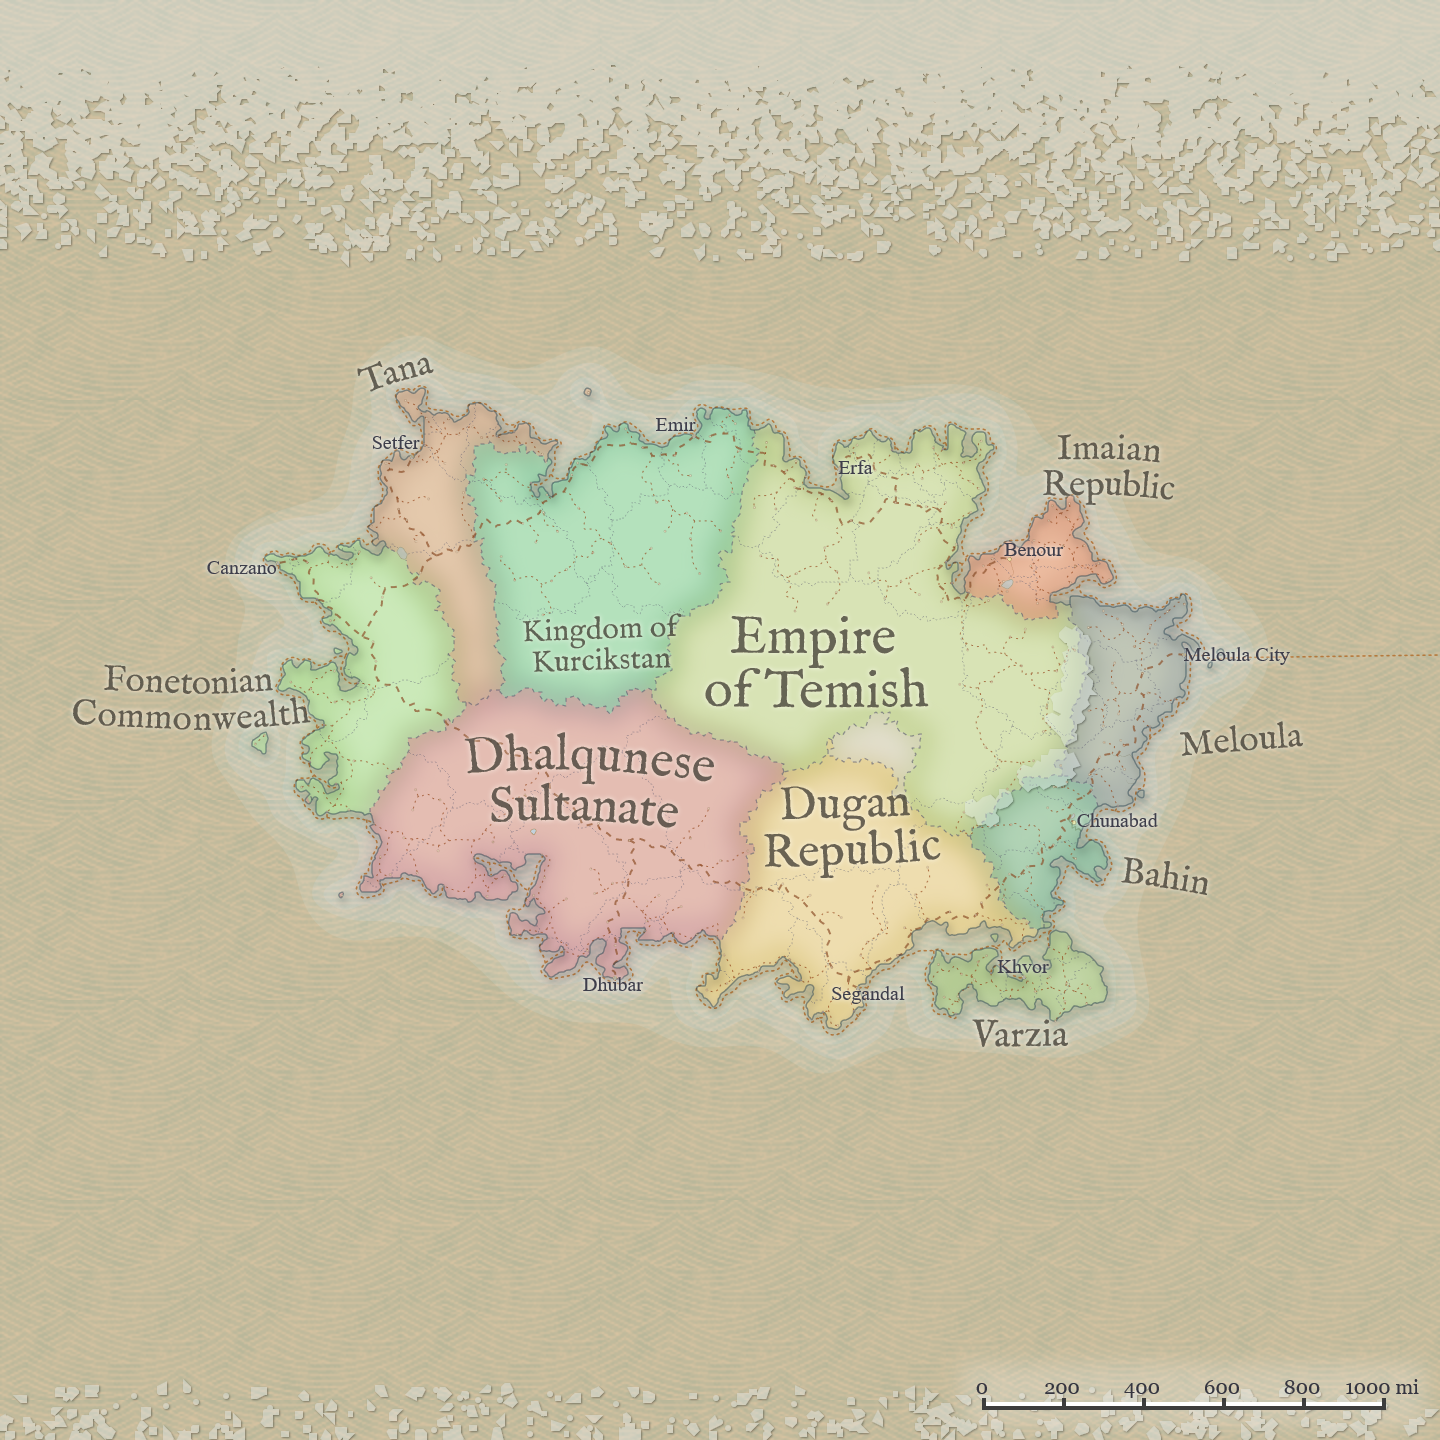 Tana
Setfer
Emir
Erfa
Imaian
Republic
Benour
Canzano
Kingdom of
Kurcikstan
Empire
of Temish
Meloula City
Fonetonian
Commonwealth
Meloula
Dhalqunese
Sultanate
Dugan
Republic
Chunabad
Bahin
Khvor
Dhubar
Segandal
Varzia
0 200 400 600 800 1000 mi